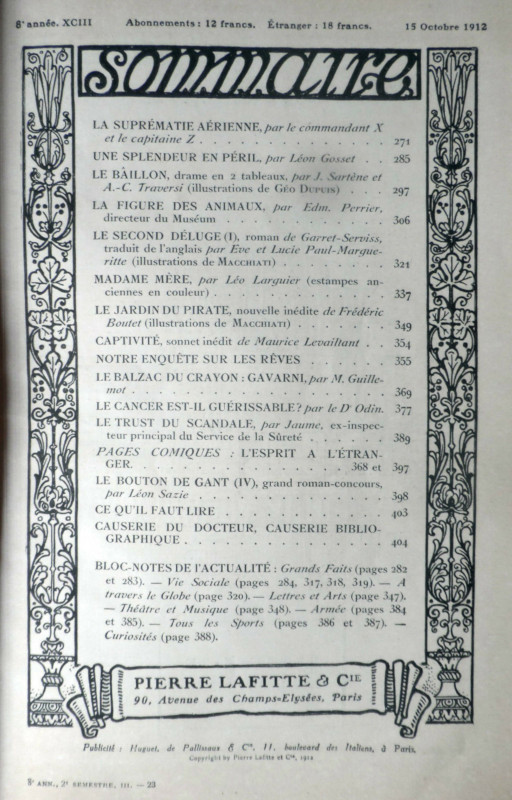 8e année. XCIII Abonnements : 12 francs. Étranger : 18 francs. 15 Octobre 1912
Sommaire
LA SUPRÉMATIE AÉRIENNE, par le commandant X
et le capitaine Z . . . . . . . . . . . . 271
UNE SPLENDEUR EN PÉRIL, par Léon Gosset . . 285
LE BÂILLON, drame en 2 tableaux, par J. Sartène et
A.-C. Traversi (illustrations de GÉO DUPUIS) . . . 297
LA FIGURE DES ANIMAUX, par Edm. Perrier,
directeur du Muséum . . . . . . . . . . . 306
LE SECOND DÉLUGE (I), roman de Garret-Serviss,
traduit de l'anglais par Eve et Lucie Paul-Margue-
ritte (illustrations de MACCHIATI) . . . . . . . 321
MADAME MÈRE, par Léo Larguier (estampes an-
ciennes en couleur) . . . . . . . . . . . . 337
LE JARDIN DU PIRATE, nouvelle inédite de Frédéric
Boutet (illustrations de MACCHIATI) . . . . . . 349
CAPTIVITÉ, sonnet inédit de Maurice Levaillant . . 354
NOTRE ENQUÊTE SUR LES RÊVES . . . . . . 355
LE BALZAC DU CRAYON : GAVARNI, par M. Guille-
mot . . . . . . . . . . . . . . . . . 369
LE CANCER EST-IL GUÉRISSABLE ? par le Dr Odin. 377
LE TRUST DU SCANDALE, par Jaume, ex-inspec-
teur principal du Service de la Sûreté . . . . . . 389
PAGES COMIQUES : L'ESPRIT A L'ÉTRAN-
GER. . . . . . . . . . . . . 368 et 397
LE BOUTON DE GANT (IV), grand roman-concours,
par Léon Sazie . . . . . . . . . . . . . 398
CE QU'IL FAUT LIRE . . . . . . . . . . . 403
CAUSERIE DU DOCTEUR, CAUSERIE BIBLIO-
GRAPHIQUE . . . . . . . . . . . . . . 404
BLOC-NOTES DE l'ACTUALITÉ : Grands Faits (pages 282
et 283). — Vie Sociale (pages 284, 317, 318, 319). — A
travers le Globe (page 320). — Lettres et Arts (page 347).
— Théâtre et Musique (page 348). — Armée (pages 384
et 385). — Tous les Sports (pages 386 et 387). —
Curiosités (page 388).
PIERRE LAFITTE & CIE
90, Avenue des Champs-Elysées, Paris
Publicité : Huguet, de Pallissaux & Cie, 11, boulevard des Italiens, à Paris.
Copyright by Pierre Lafitte et Cie, 1912
8e ANN., 2e SEMESTRE, III. — 23